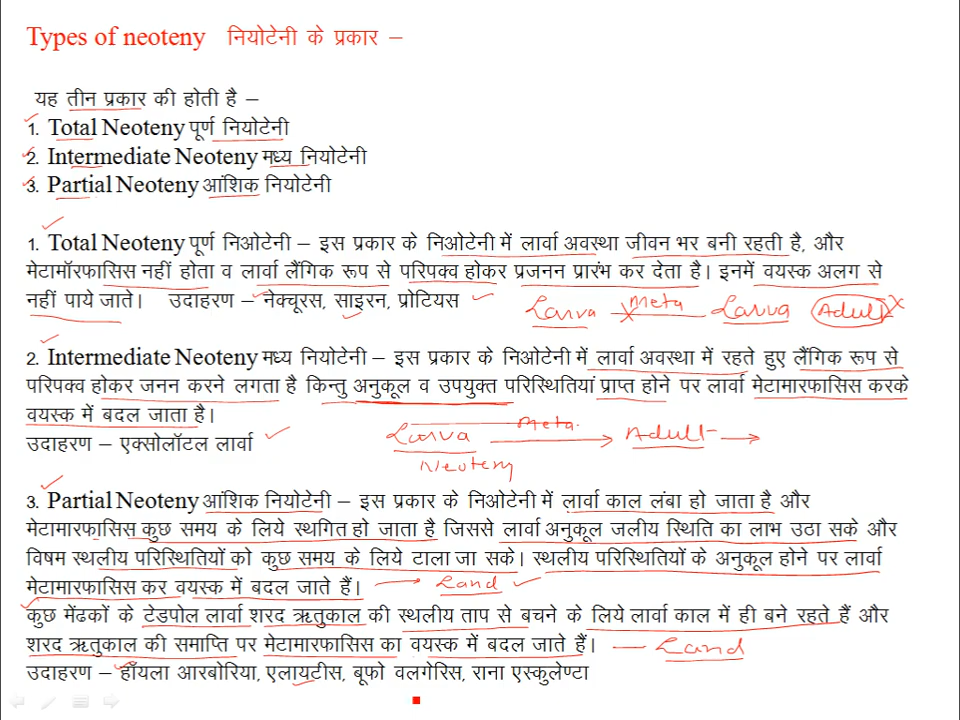 Types of neoteny नियोटेनी के प्रकार –
यह तीन प्रकार की होती है –
1. Total Neoteny पूर्ण नियोटेनी
2. Intermediate Neoteny मध्य नियोटेनी
3. Partial Neoteny आंशिक नियोटेनी
1. Total Neoteny पूर्ण निओटेनी – इस प्रकार के निओटेनी में लार्वा अवस्था जीवन भर बनी रहती है, और
मेटामॉरफासिस नहीं होता व लार्वा लैंगिक रूप से परिपक्व होकर प्रजनन प्रारंभ कर देता है। इनमें वयस्क अलग से
नहीं पाये जाते। उदाहरण – नेक्यूरस, साइरन, प्रोटियस
Larva Meta Larva Adult
2. Intermediate Neoteny मध्य नियोटेनी – इस प्रकार के निओटेनी में लार्वा अवस्था में रहते हुए लैंगिक रूप से
परिपक्व होकर जनन करने लगता है किन्तु अनुकूल व उपयुक्त परिस्थितियां प्राप्त होने पर लार्वा मेटामारफासिस करके
वयस्क में बदल जाता है।
उदाहरण – एक्सोलॉटल लार्वा
Larva Meta. Adult
Neoteny
3. Partial Neoteny आंशिक नियोटेनी – इस प्रकार के निओटेनी में लार्वा काल लंबा हो जाता है और
मेटामारफासिस कुछ समय के लिये स्थगित हो जाता है जिससे लार्वा अनुकूल जलीय स्थिति का लाभ उठा सके और
विषम स्थलीय परिस्थितियों को कुछ समय के लिये टाला जा सके। स्थलीय परिस्थितियों के अनुकूल होने पर लार्वा
मेटामारफासिस कर वयस्क में बदल जाते हैं। Land
कुछ मेंढकों के टेडपोल लार्वा शरद ऋतुकाल की स्थलीय ताप से बचने के लिये लार्वा काल में ही बने रहते हैं और
शरद ऋतुकाल की समाप्ति पर मेटामारफासिस का वयस्क में बदल जाते हैं। Land
उदाहरण – हॉयला आरबोरिया, एलायटीस, बूफो वलगेरिस, राना एस्कुलेण्टा